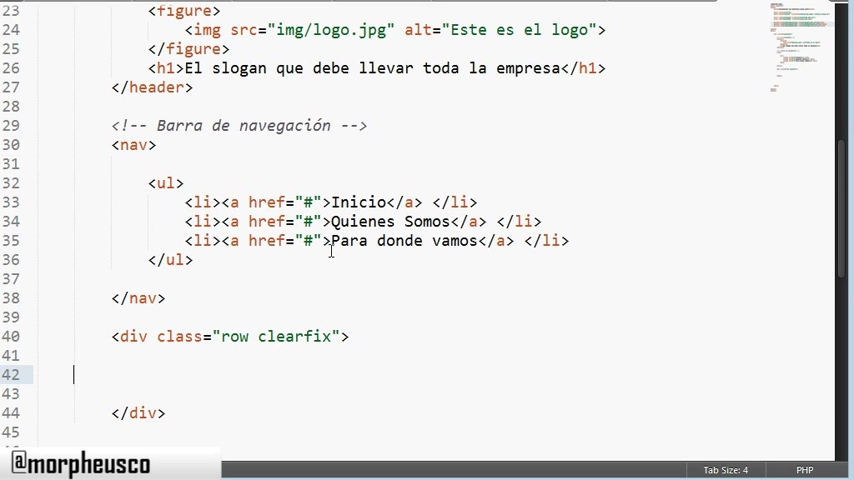 23 <figure>
24 <img src="img/logo.jpg" alt="Este es el logo">
25 </figure>
26 <h1>El slogan que debe llevar toda la empresa</h1>
27 </header>
28
29 <!-- Barra de navegación -->
30 <nav>
31
32 <ul>
33 <li><a href="#">Inicio</a> </li>
34 <li><a href="#">Quienes Somos</a> </li>
35 <li><a href="#">Para donde vamos</a> </li>
36 </ul>
37
38 </nav>
39
40 <div class="row clearfix">
41
42
43
44 </div>
45
@morpheusco
Tab Size: 4 PHP